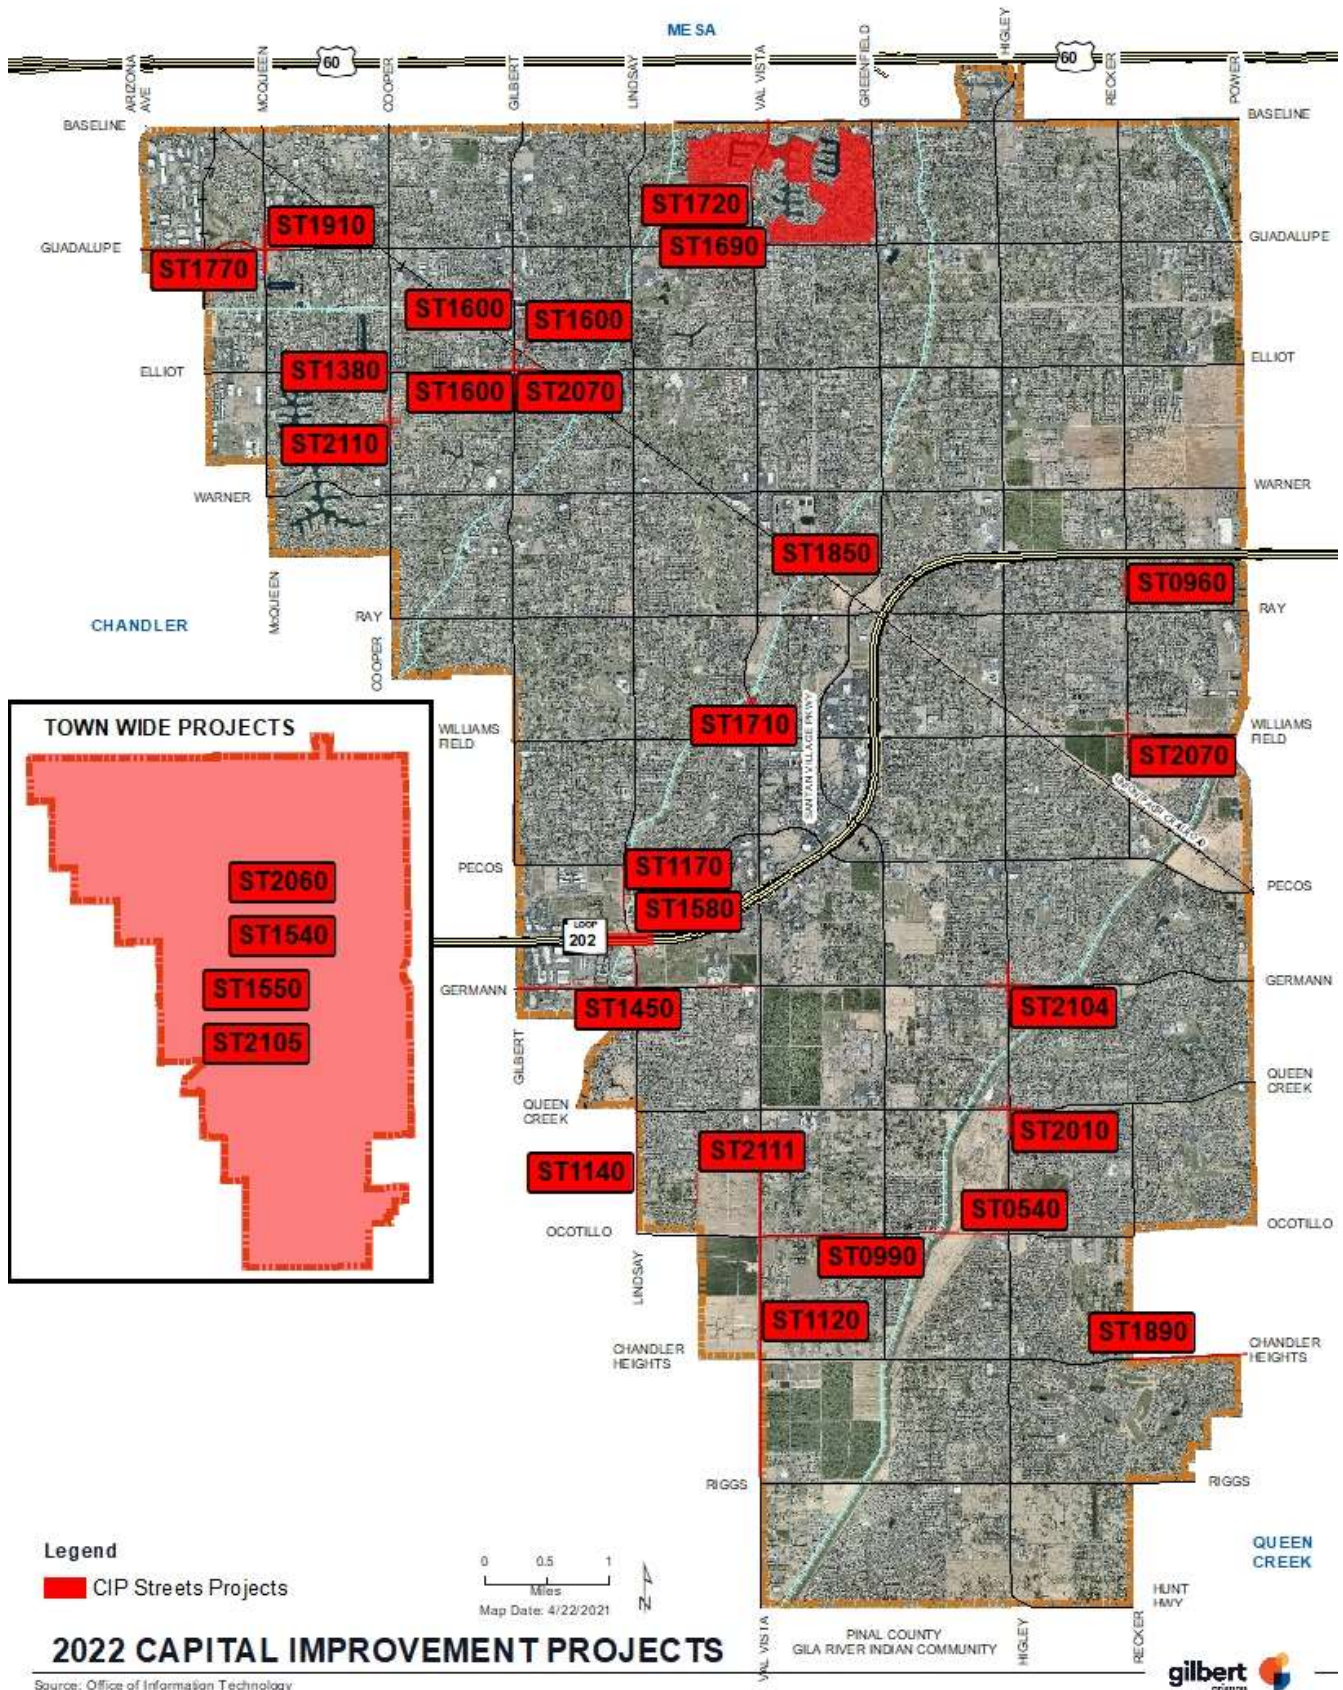 MESA
60
60
ARIZONA
AVE
MCQUEEN
COOPER
GILBERT
LINDSAY
VAL VISTA
GREENFIELD
HIGLEY
RECKER
POWER
BASELINE
BASELINE
ST1720
ST1910
GUADALUPE
GUADALUPE
ST1690
ST1770
ST1600
ST1600
ELLIOT
ELLIOT
ST1380
ST1600
ST2070
ST2110
WARNER
WARNER
ST1850
ST0960
McQUEEN
RAY
RAY
CHANDLER
COOPER
SANTAN VILLAGE PKWY
ST1710
WILLIAMS
FIELD
WILLIAMS
FIELD
ST2070
TOWN WIDE PROJECTS
ST2060
ST1540
ST1550
ST2105
PECOS
PECOS
ST1170
ST1580
LOOP
202
GERMANN
GERMANN
ST1450
ST2104
GILBERT
QUEEN
CREEK
QUEEN
CREEK
ST2010
ST2111
ST1140
ST0540
OCOTILLO
OCOTILLO
ST0990
LINDSAY
ST1120
ST1890
CHANDLER
HEIGHTS
CHANDLER
HEIGHTS
RIGGS
RIGGS
QUEEN
CREEK
Legend
CIP Streets Projects
0 0.5 1
Miles
Map Date: 4/22/2021
N
HUNT
HWY
VAL VISTA
PINAL COUNTY
GILA RIVER INDIAN COMMUNITY
HIGLEY
RECKER
2022 CAPITAL IMPROVEMENT PROJECTS
Source: Office of Information Technology
gilbert